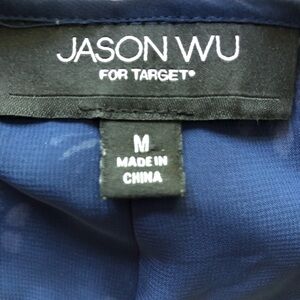 JASON WU
FOR TARGET®
M
MADE IN
CHINA